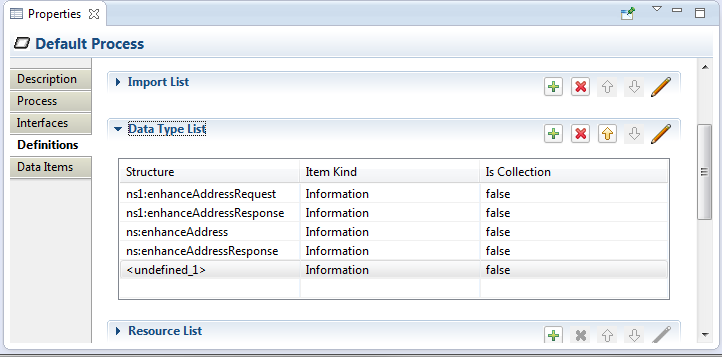 Properties
Default Process
Description
Process
Interfaces
Definitions
Data Items
Import List
Data Type List
Structure Item Kind Is Collection
ns1:enhanceAddressRequest Information false
ns1:enhanceAddressResponse Information false
ns:enhanceAddress Information false
ns:enhanceAddressResponse Information false
<undefined_1> Information false
Resource List